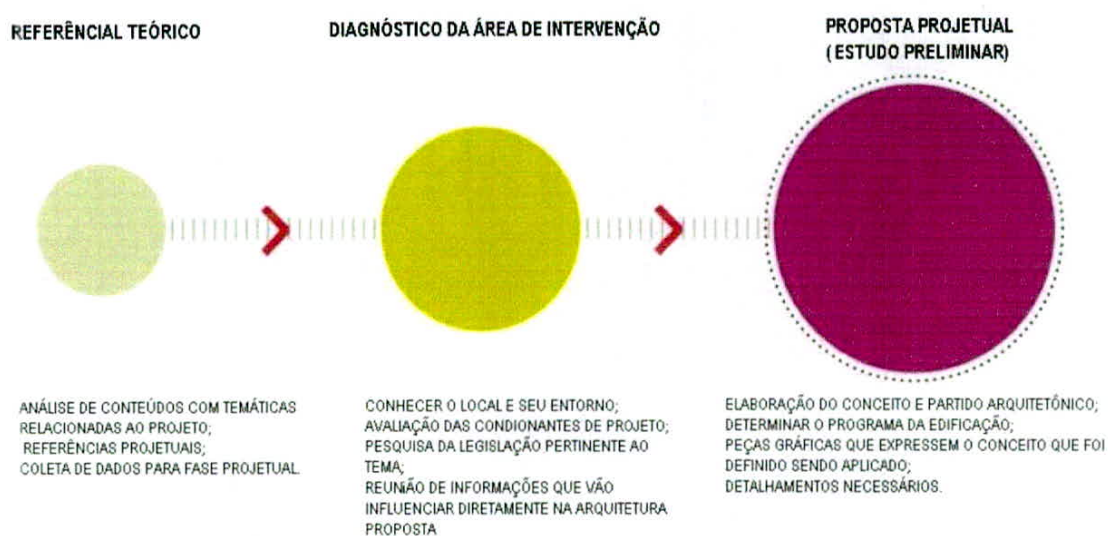 REFERÊNCIAL TEÓRICO
DIAGNÓSTICO DA ÁREA DE INTERVENÇÃO
PROPOSTA PROJETUAL
( ESTUDO PRELIMINAR)
ANÁLISE DE CONTEÚDOS COM TEMÁTICAS
RELACIONADAS AO PROJETO;
REFERÊNCIAS PROJETUAIS;
COLETA DE DADOS PARA FASE PROJETUAL.
CONHECER O LOCAL E SEU ENTORNO;
AVALIAÇÃO DAS CONDIONANTES DE PROJETO;
PESQUISA DA LEGISLAÇÃO PERTINENTE AO
TEMA;
REUNIÃO DE INFORMAÇÕES QUE VÃO
INFLUENCIAR DIRETAMENTE NA ARQUITETURA
PROPOSTA
ELABORAÇÃO DO CONCEITO E PARTIDO ARQUITETÔNICO;
DETERMINAR O PROGRAMA DA EDIFICAÇÃO;
PEÇAS GRÁFICAS QUE EXPRESSEM O CONCEITO QUE FOI
DEFINIDO SENDO APLICADO;
DETALHAMENTOS NECESSÁRIOS.